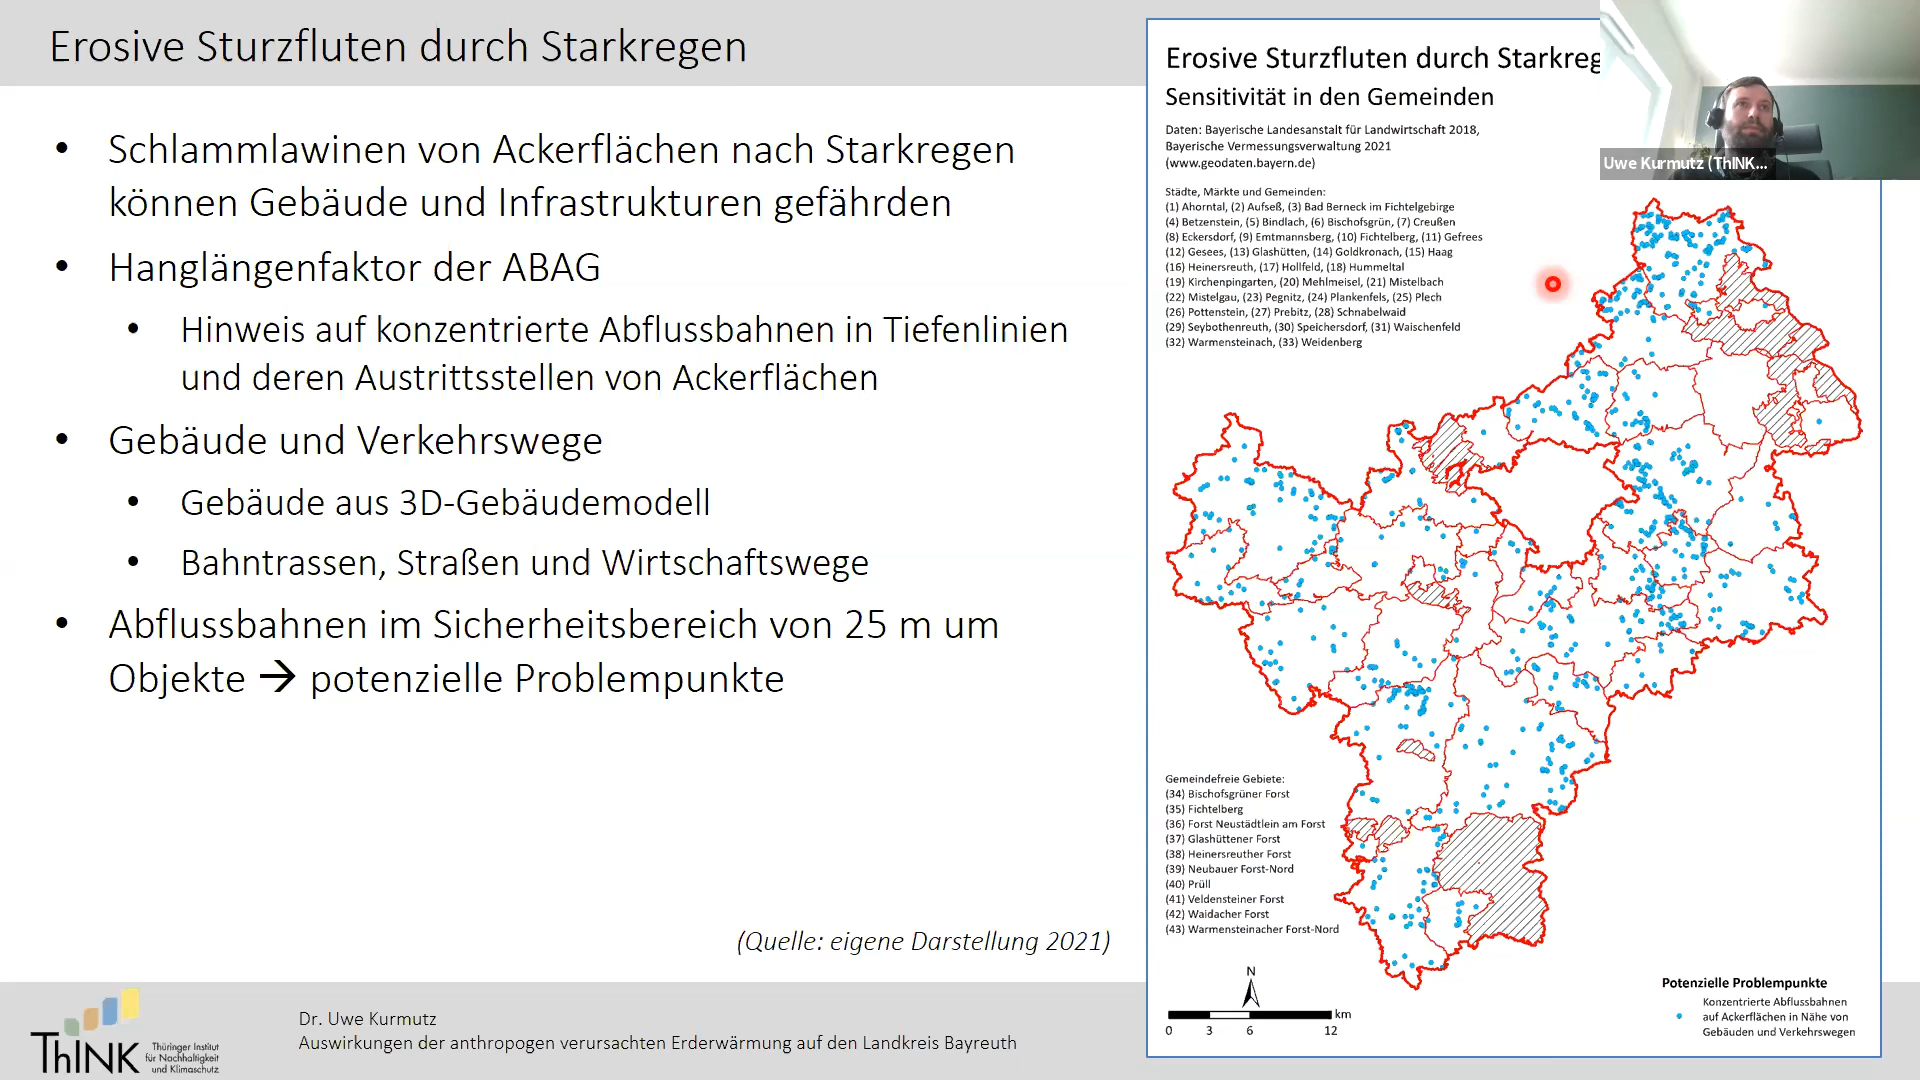 Erosive Sturzfluten durch Starkregen
• Schlammlawinen von Ackerflächen nach Starkregen
können Gebäude und Infrastrukturen gefährden
• Hanglängenfaktor der ABAG
• Hinweis auf konzentrierte Abflussbahnen in Tiefenlinien
und deren Austrittsstellen von Ackerflächen
• Gebäude und Verkehrswege
• Gebäude aus 3D-Gebäudemodell
• Bahntrassen, Straßen und Wirtschaftswege
• Abflussbahnen im Sicherheitsbereich von 25 m um
Objekte → potenzielle Problempunkte
(Quelle: eigene Darstellung 2021)
Erosive Sturzfluten durch Starkreg
Sensitivität in den Gemeinden
Daten: Bayerische Landesanstalt für Landwirtschaft 2018,
Bayerische Vermessungsverwaltung 2021
(www.geodaten.bayern.de)
Städte, Märkte und Gemeinden:
(1) Ahorntal, (2) Aufseß, (3) Bad Berneck im Fichtelgebirge
(4) Betzenstein, (5) Bindlach, (6) Bischofsgrün, (7) Creußen
(8) Eckersdorf, (9) Emtmannsberg, (10) Fichtelberg, (11) Gefrees
(12) Gesees, (13) Glashütten, (14) Goldkronach, (15) Haag
(16) Heinersreuth, (17) Hollfeld, (18) Hummeltal
(19) Kirchenpingarten, (20) Mehlmeisel, (21) Mistelbach
(22) Mistelgau, (23) Pegnitz, (24) Plankenfels, (25) Plech
(26) Pottenstein, (27) Prebitz, (28) Schnabelwaid
(29) Seybothenreuth, (30) Speichersdorf, (31) Waischenfeld
(32) Warmensteinach, (33) Weidenberg
Gemeindefreie Gebiete:
(34) Bischofsgrüner Forst
(35) Fichtelberg
(36) Forst Neustädtlein am Forst
(37) Glashüttener Forst
(38) Heinersreuther Forst
(39) Neubauer Forst-Nord
(40) Prüll
(41) Veldensteiner Forst
(42) Waidacher Forst
(43) Warmensteinacher Forst-Nord
N
km
0 3 6 12
Potenzielle Problempunkte
Konzentrierte Abflussbahnen
auf Ackerflächen in Nähe von
Gebäuden und Verkehrswegen
Uwe Kurmutz (ThINK...
ThINK
Thüringer Institut
für Nachhaltigkeit
und Klimaschutz
Dr. Uwe Kurmutz
Auswirkungen der anthropogen verursachten Erderwärmung auf den Landkreis Bayreuth